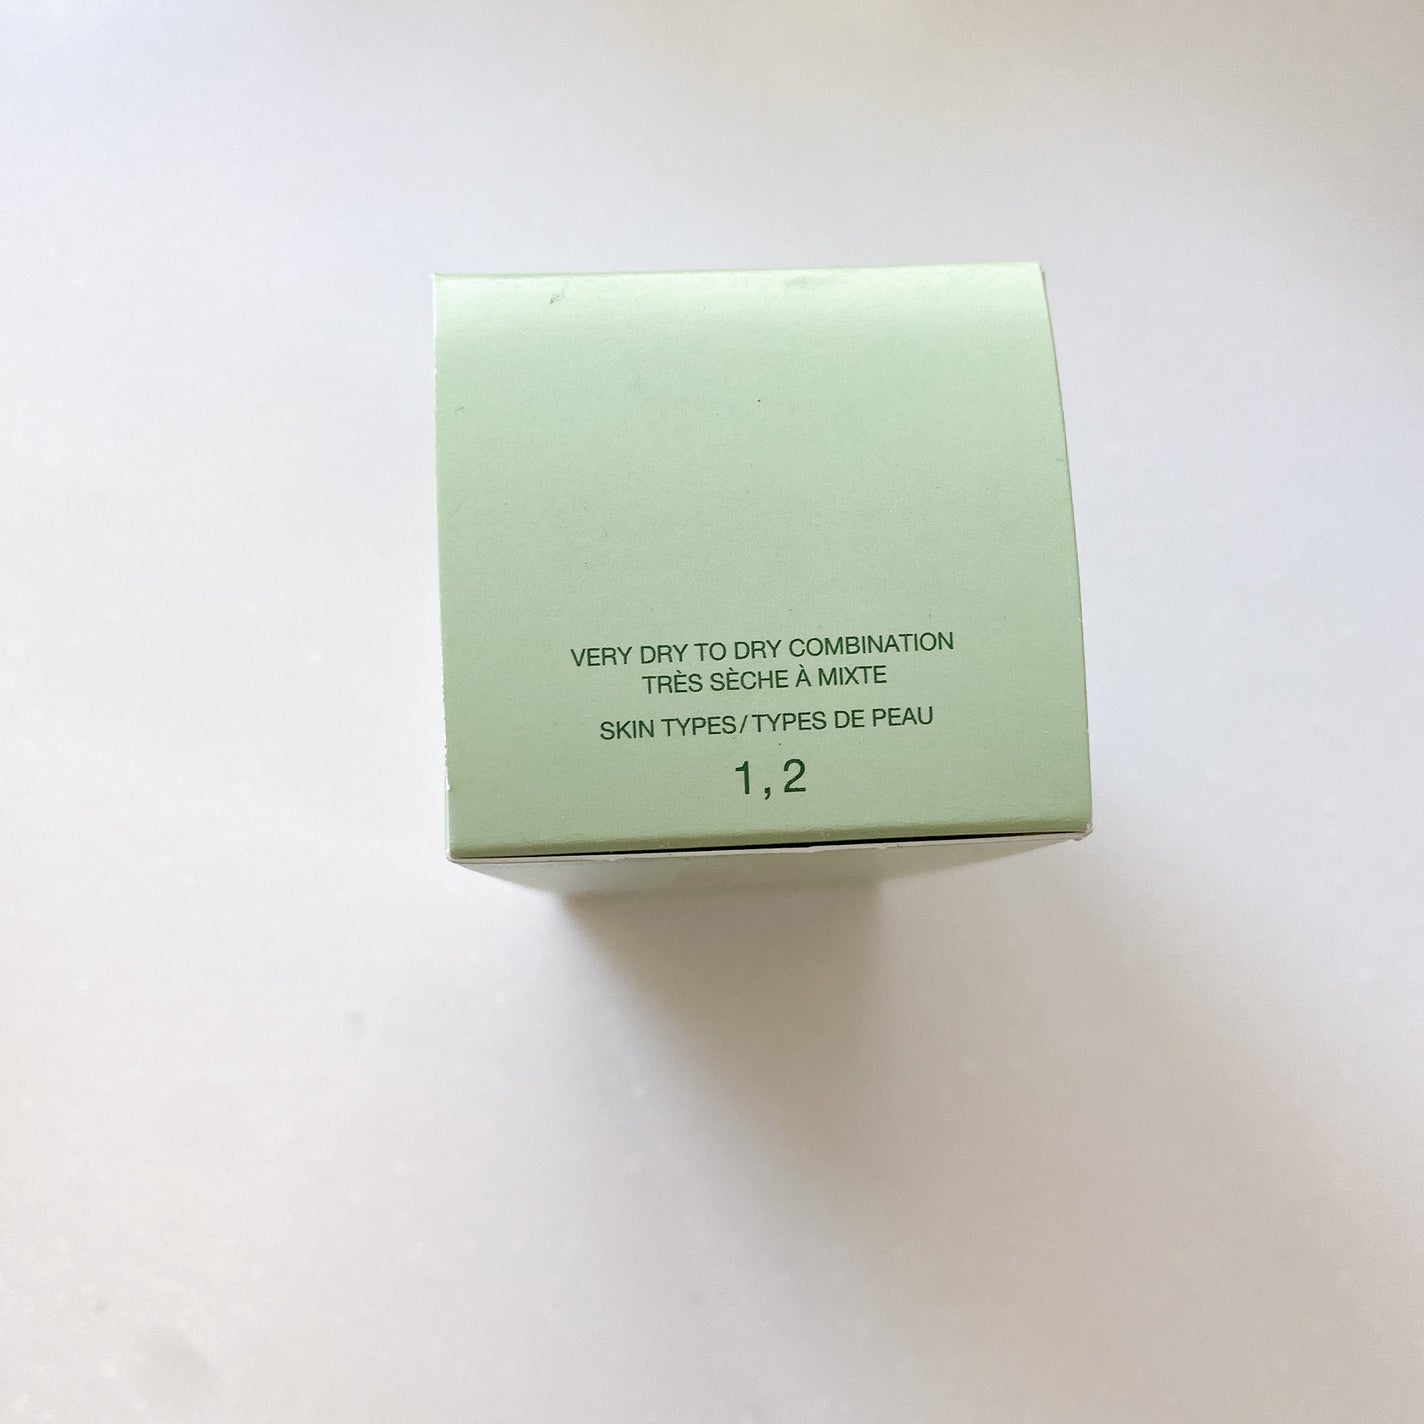 VERY DRY TO DRY COMBINATION
TRÈS SÈCHE À MIXTE
SKIN TYPES/TYPES DE PEAU
1, 2